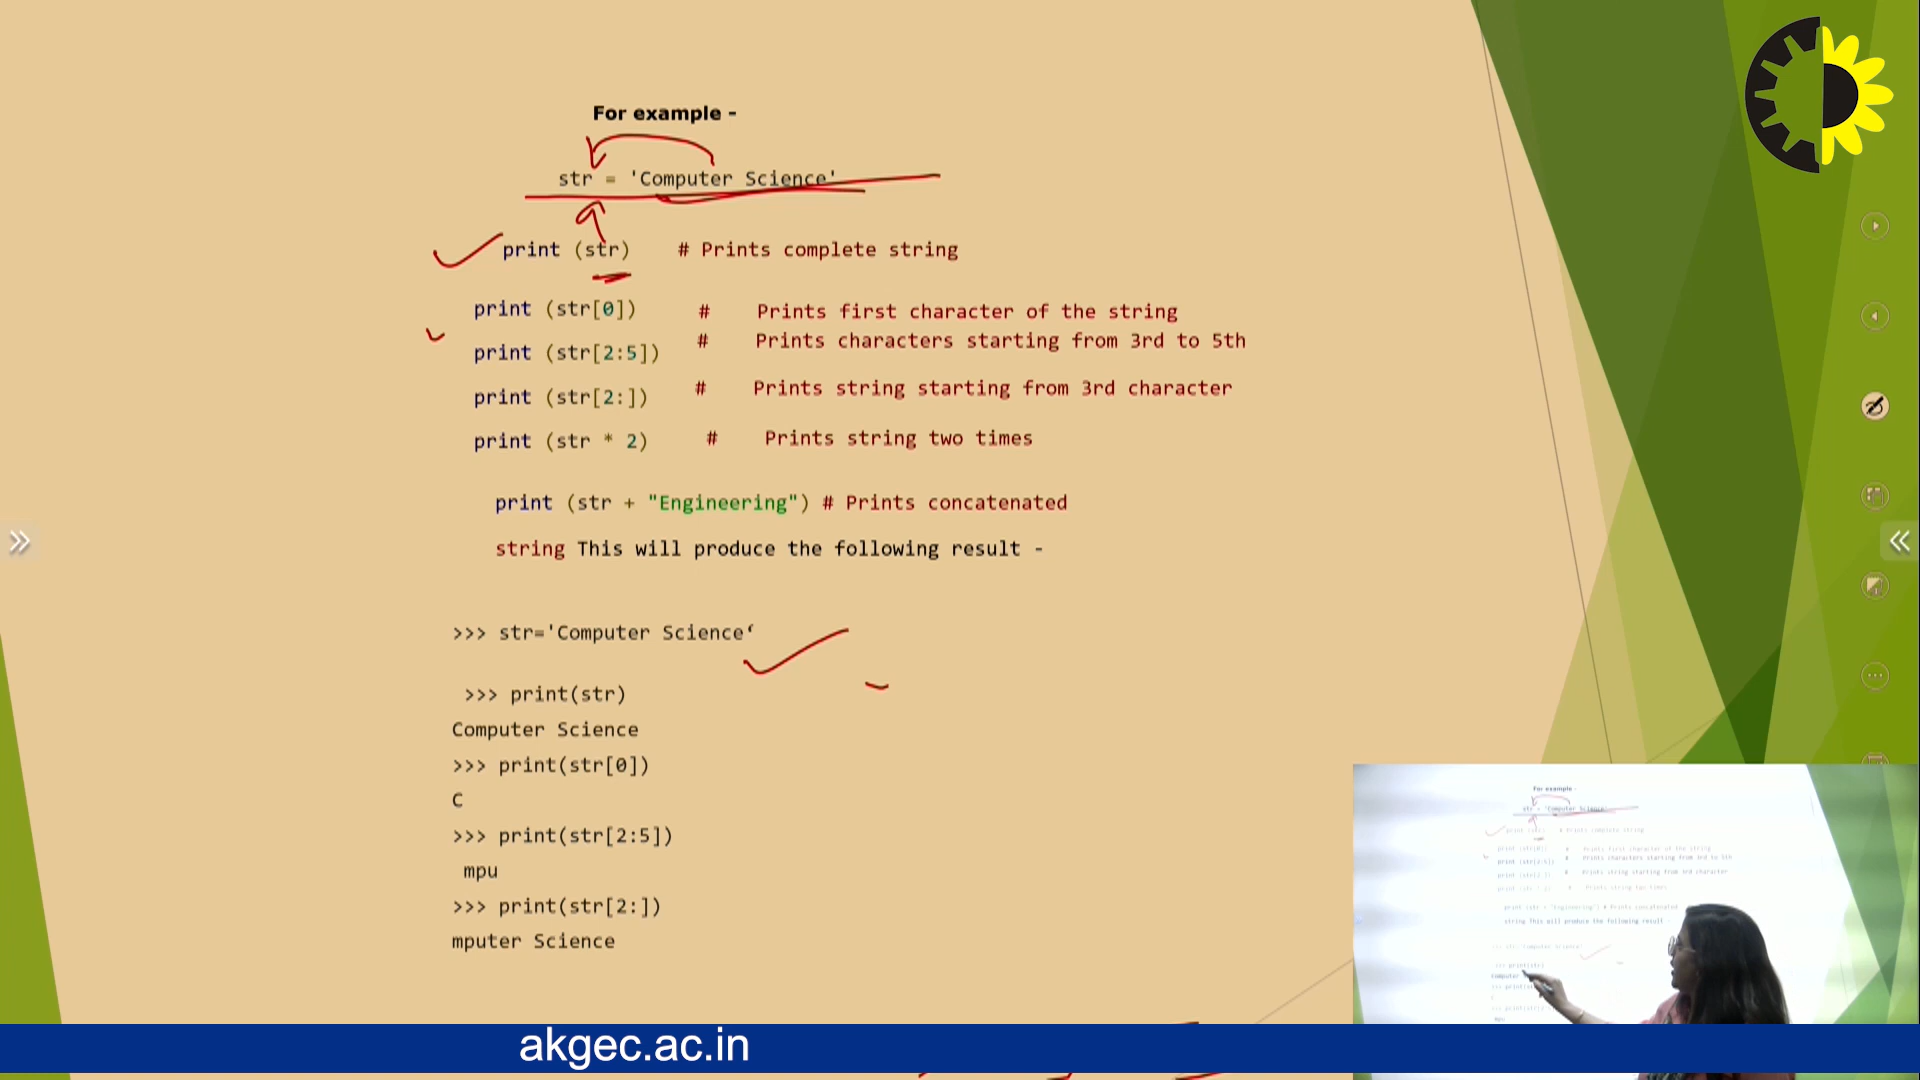 For example -
str = 'Computer Science'
print (str) # Prints complete string
print (str[0]) # Prints first character of the string
print (str[2:5]) # Prints characters starting from 3rd to 5th
print (str[2:]) # Prints string starting from 3rd character
print (str * 2) # Prints string two times
print (str + "Engineering") # Prints concatenated
string This will produce the following result -
>>> str='Computer Science‘
>>> print(str)
Computer Science
>>> print(str[0])
C
>>> print(str[2:5])
mpu
>>> print(str[2:])
mputer Science
akgec.ac.in